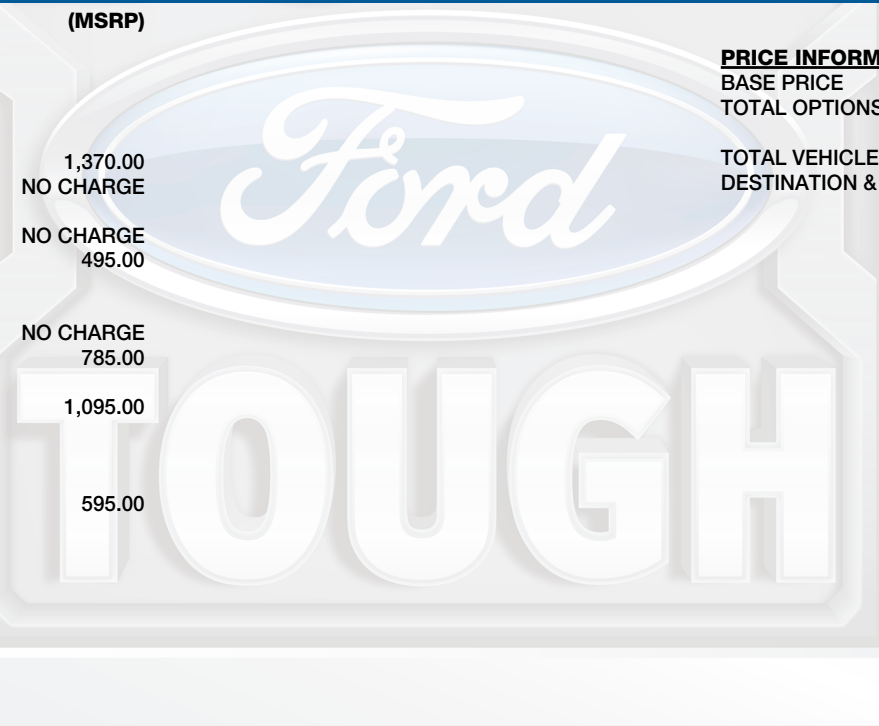 (MSRP)
1,370.00
NO CHARGE
NO CHARGE
495.00
NO CHARGE
785.00
1,095.00
595.00
PRICE INFORM
BASE PRICE
TOTAL OPTIONS
TOTAL VEHICLE
DESTINATION &
Ford
TOUGH